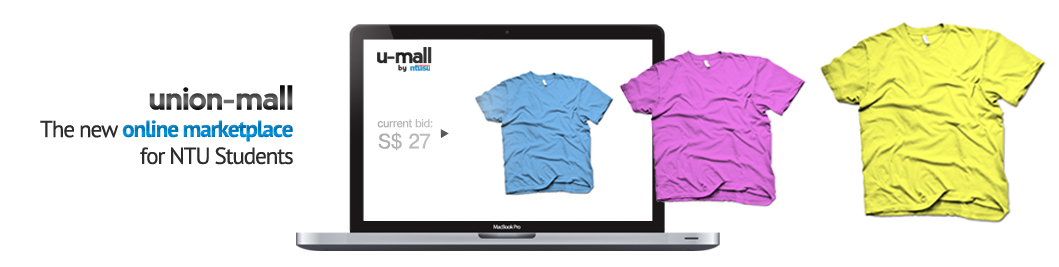 union-mall
The new online marketplace
for NTU Students
u-mall
by ntusu
current bid:
S$ 27
MacBook Pro